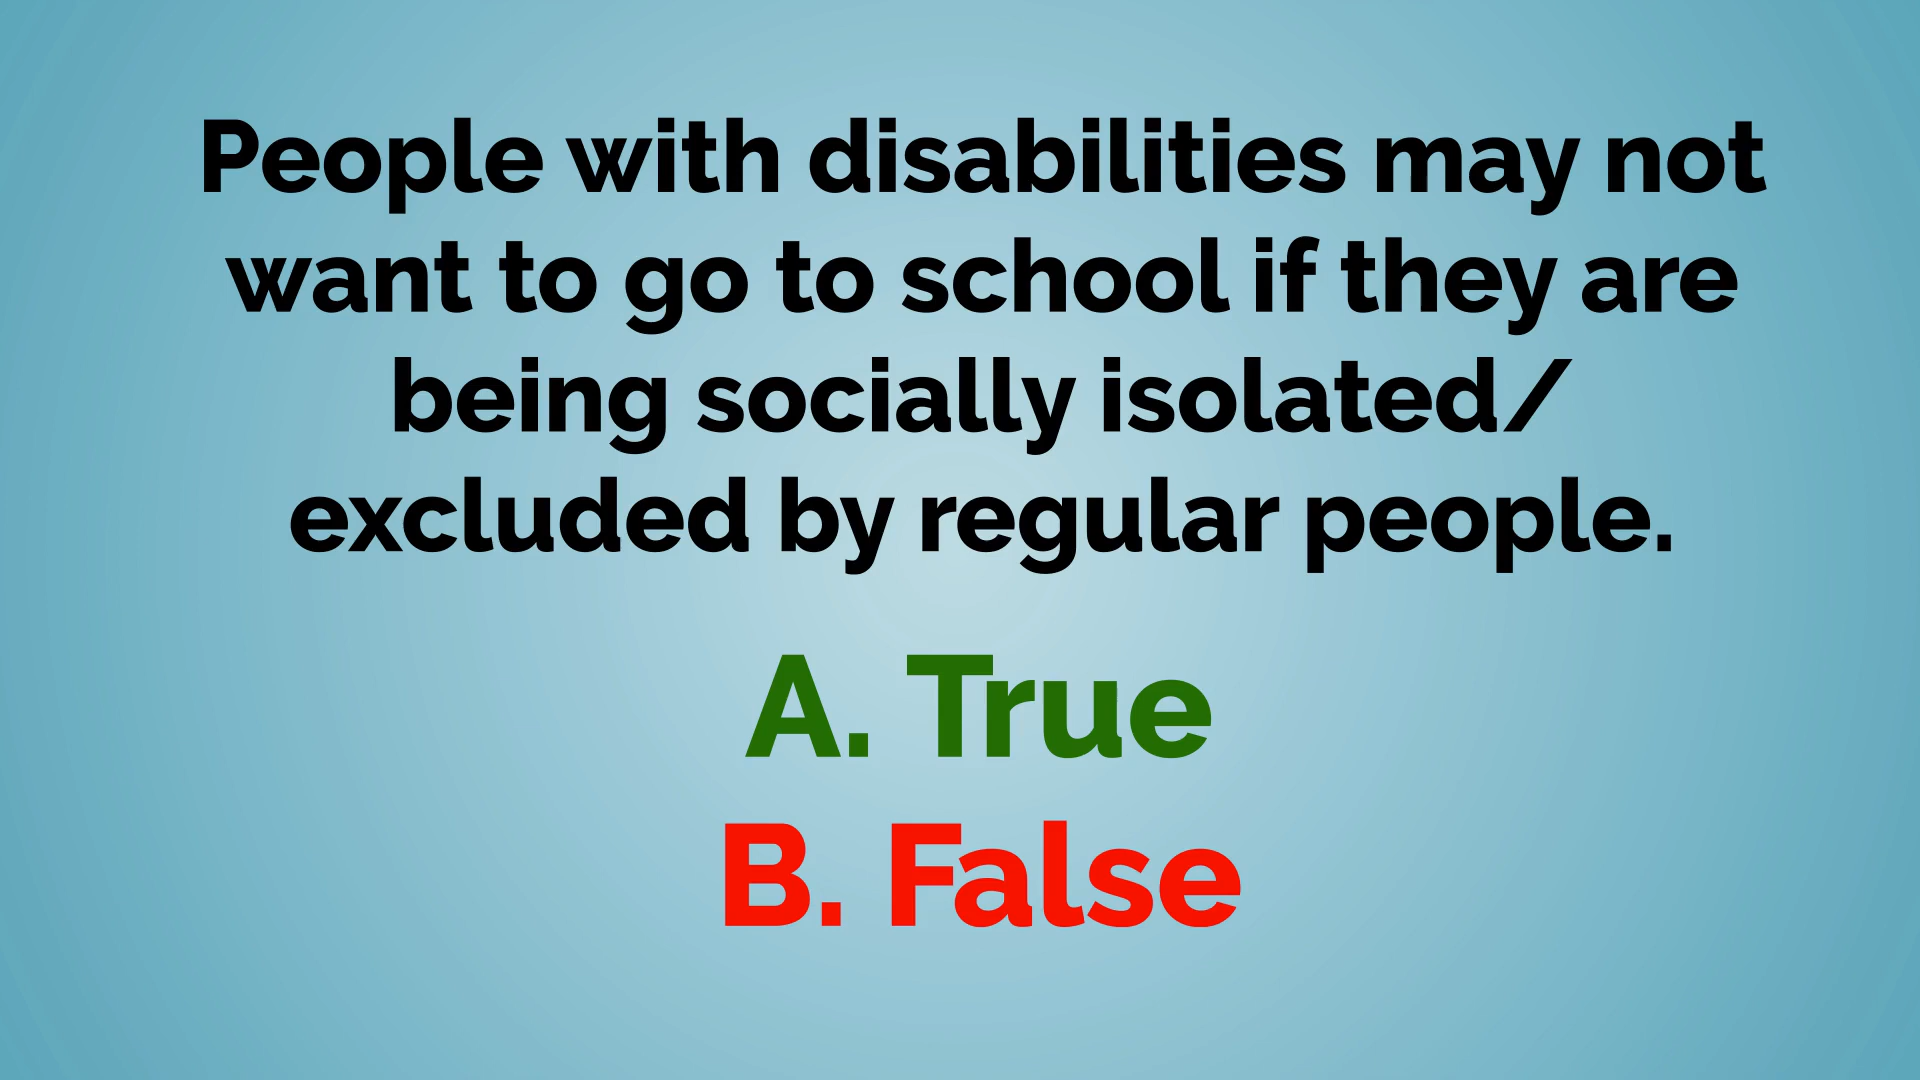 People with disabilities may not
want to go to school if they are
being socially isolated/
excluded by regular people.
A. True
B. False